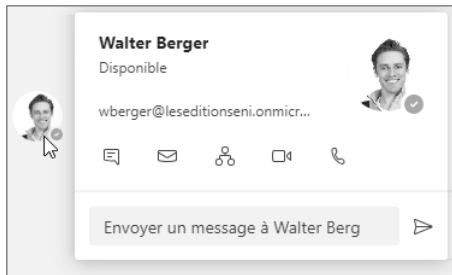 Walter Berger
Disponible
wberger@leseditionseni.onmicr...
Envoyer un message à Walter Berg